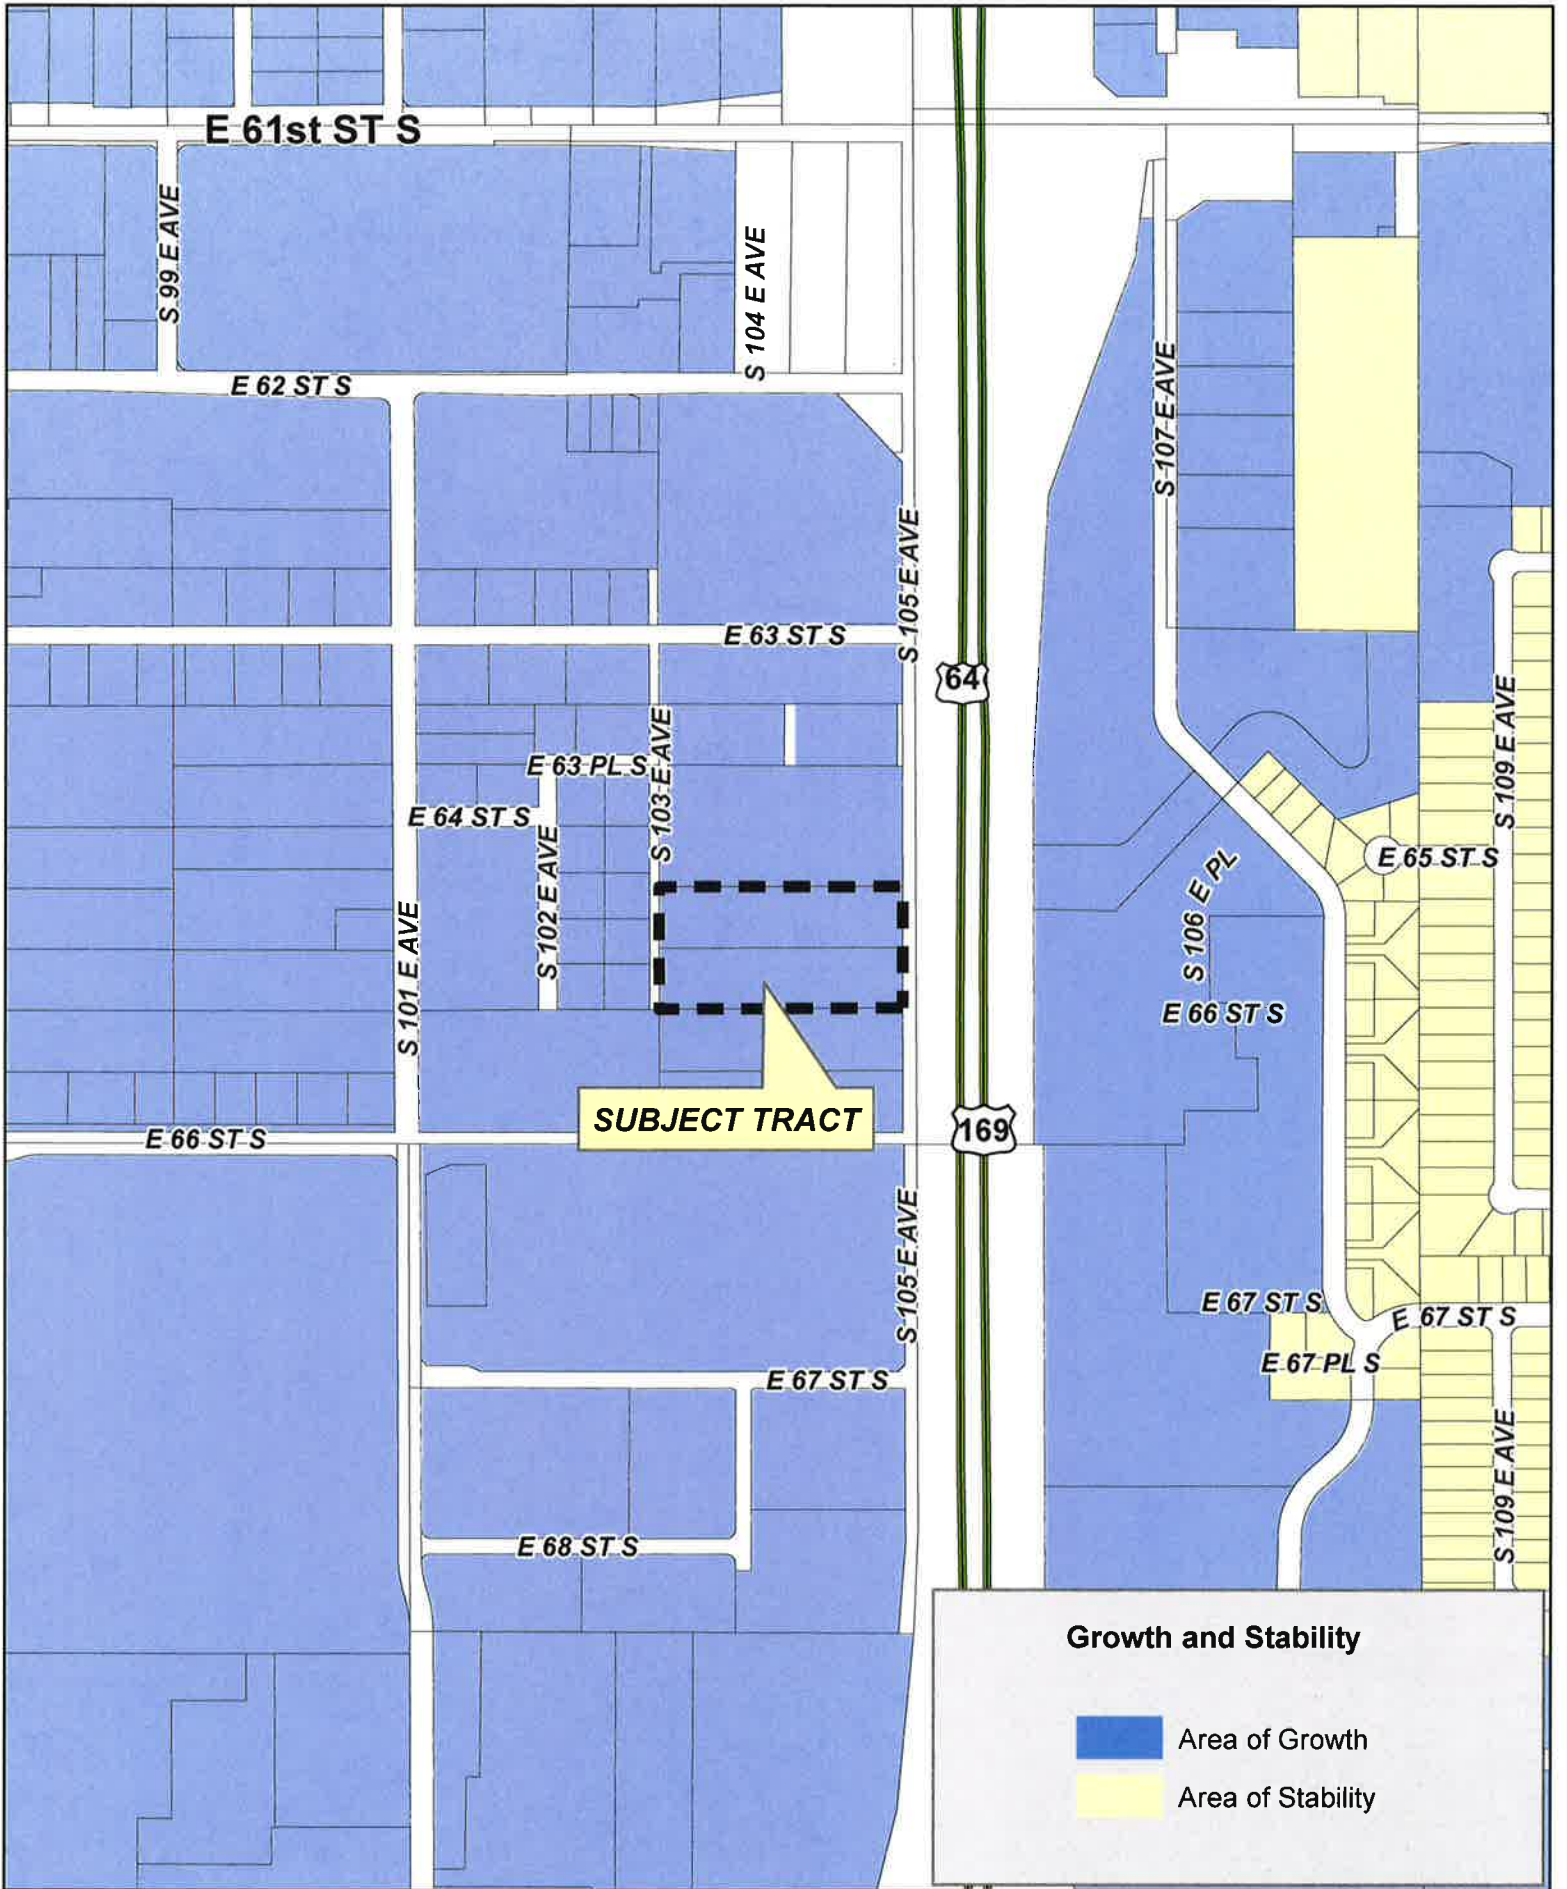 E 61st ST S
S 99 E AVE
S 104 E AVE
E 62 ST S
S 107 E AVE
S 105 E AVE
E 63 ST S
64
S 109 E AVE
S 103 E AVE
E 63 PL S
E 64 ST S
S 102 E AVE
E 65 ST S
S 106 E PL
S 101 E AVE
E 66 ST S
SUBJECT TRACT
169
E 66 ST S
S 105 E AVE
E 67 ST S
E 67 ST S
E 67 PL S
E 67 ST S
S 109 E AVE
E 68 ST S
Growth and Stability
Area of Growth
Area of Stability